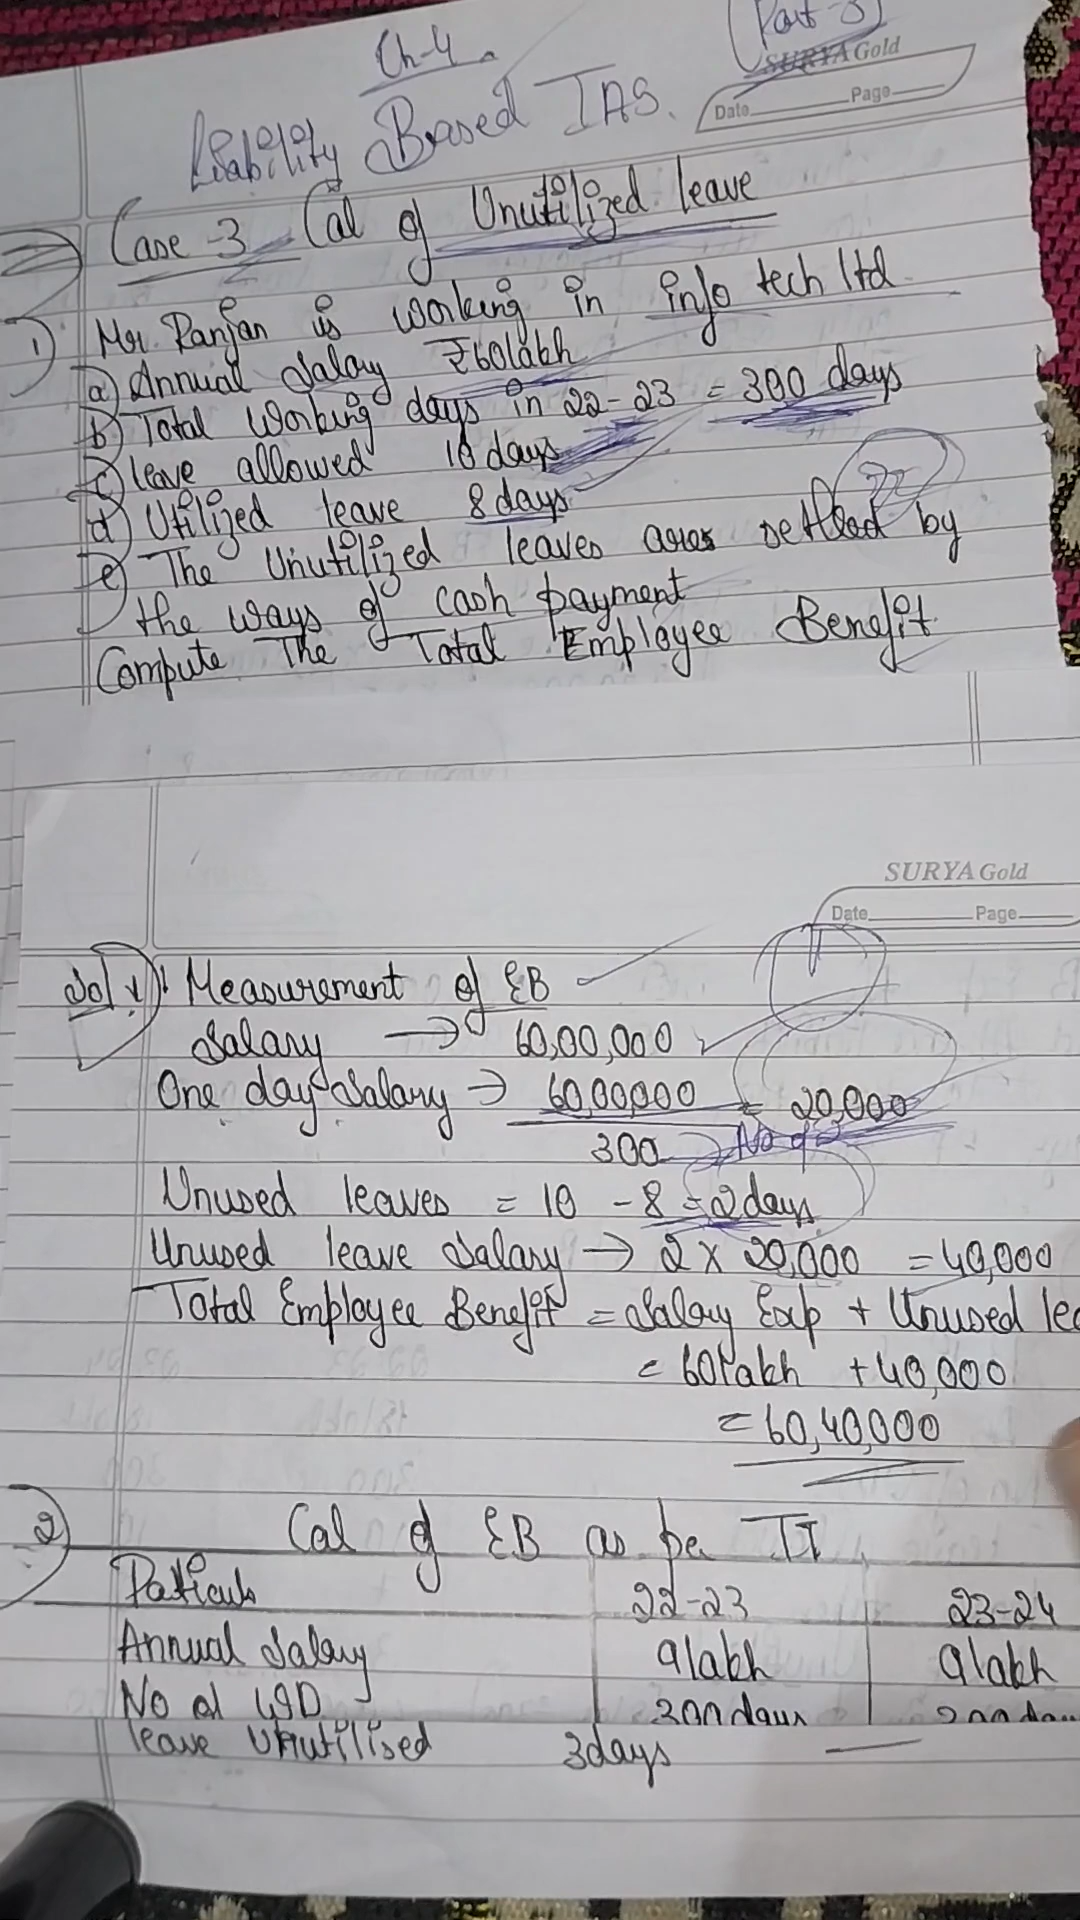 Ch-4
(Part-3)
SURYA Gold
Date Page
Liability Based IAS.
Case-3 Cal of Unutilized leave
1) Mr. Ranjan is working in info tech ltd
a) Annual Salary ₹60lakh
b) Total Working days in 22-23 = 300 days
c) leave allowed 10 days
d) Utilized leave 8 days
e) The Unutilized leaves are settled by
the ways of cash payment
Compute The Total Employee Benefit
SURYA Gold
Date Page
Sol 1) Measurement of EB
Salary → 60,00,000
One day Salary → 60,00,000 = 20,000
300 → No of
Unused leaves = 10 - 8 = 2 days
Unused leave Salary → 2 × 20,000 = 40,000
Total Employee Benefit = Salary Exp + Unused lea
= 60lakh + 40,000
= 60,40,000
2) Cal of EB as per II
Particuls 22-23 23-24
Annual Salary 9lakh 9lakh
No of WD 300 days 300 da
leave Unutilised 3days —